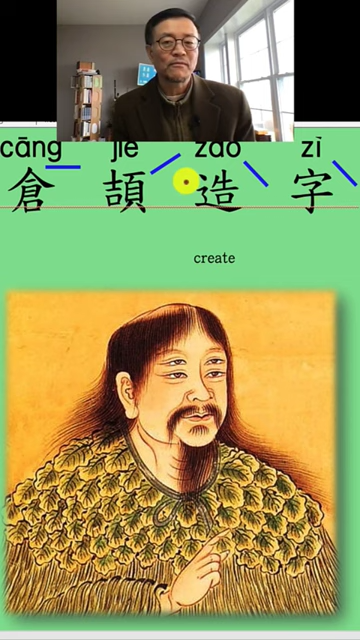 cāng jié zào zì
倉頡造字
create